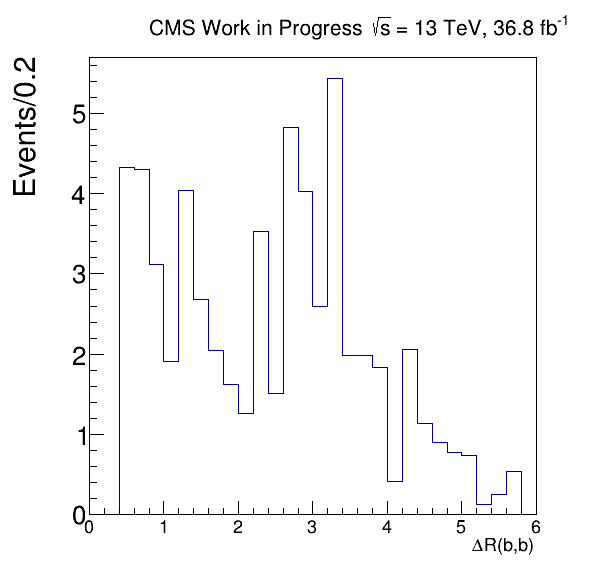 CMS Work in Progress √s = 13 TeV, 36.8 fb⁻¹
Events/0.2
5
4
3
2
1
0
0 1 2 3 4 5 6
ΔR(b,b)